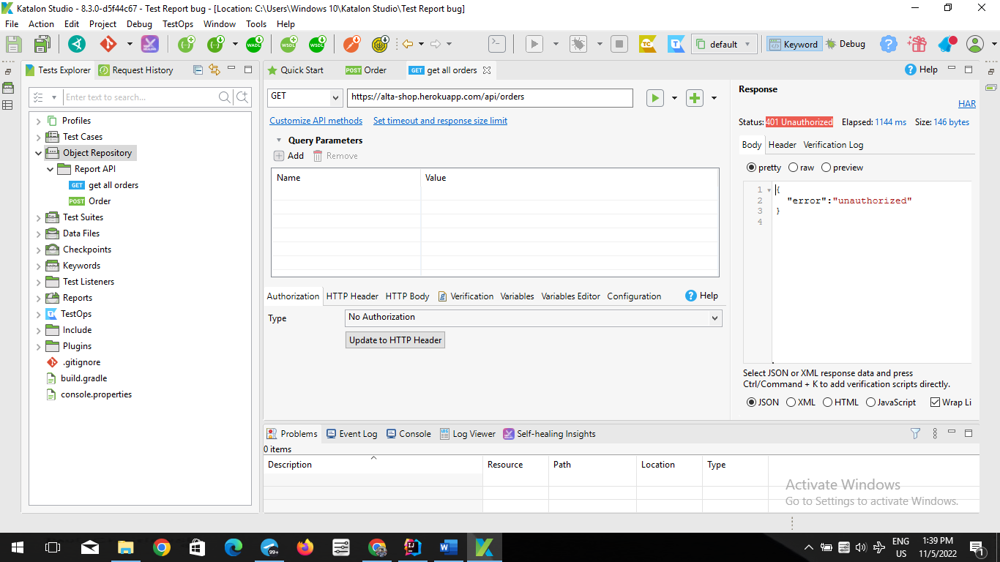 Katalon Studio - 8.3.0-d5f44c67 - Test Report bug - [Location: C:\Users\Windows 10\Katalon Studio\Test Report bug]
File Action Edit Project Debug TestOps Window Tools Help
WADL WSDL WSDL TC T default Keyword Debug
Tests Explorer Request History
Enter text to search...
Profiles
Test Cases
Object Repository
Report API
GET get all orders
POST Order
Test Suites
Data Files
Checkpoints
Keywords
Test Listeners
Reports
TestOps
Include
Plugins
.gitignore
build.gradle
console.properties
Quick Start POST Order GET get all orders Help
GET https://alta-shop.herokuapp.com/api/orders
Customize API methods Set timeout and response size limit
Query Parameters
Add Remove
Name Value
Authorization HTTP Header HTTP Body Verification Variables Variables Editor Configuration Help
Type No Authorization
Update to HTTP Header
Response
HAR
Status: 401 Unauthorized Elapsed: 1144 ms Size: 146 bytes
Body Header Verification Log
pretty raw preview
1 {
2 "error":"unauthorized"
3 }
4
Select JSON or XML response data and press
Ctrl/Command + K to add verification scripts directly.
JSON XML HTML JavaScript Wrap Li
Problems Event Log Console Log Viewer Self-healing Insights
0 items
Description Resource Path Location Type
Activate Windows
Go to Settings to activate Windows.
99+ ENG 1:39 PM
US 11/5/2022 1